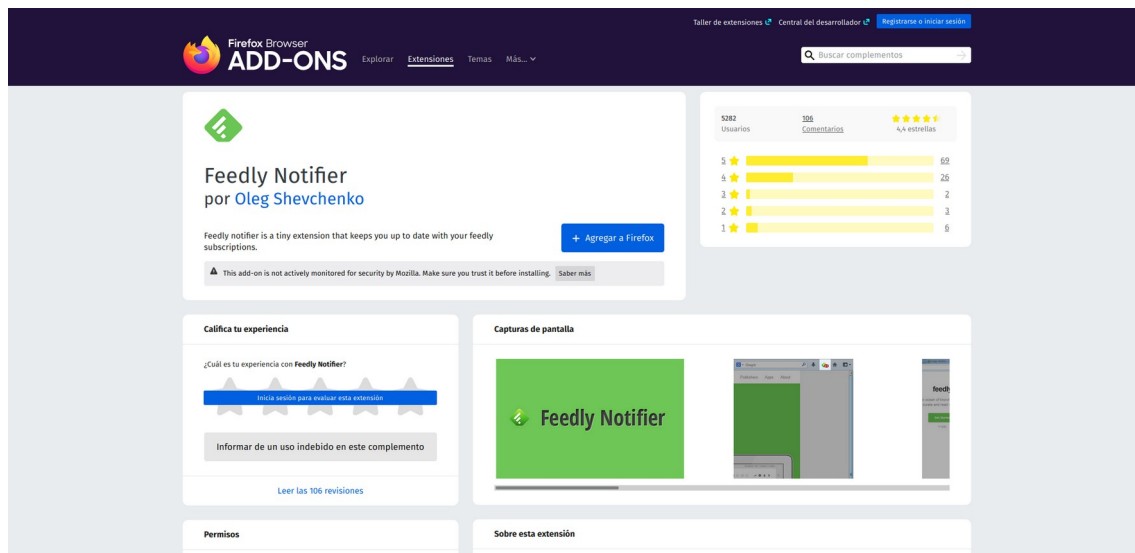 Taller de extensiones
Central del desarrollador
Registrarse o iniciar sesión
Firefox Browser
ADD-ONS
Explorar
Extensiones
Temas
Más...
Buscar complementos
Feedly Notifier
por Oleg Shevchenko
Feedly notifier is a tiny extension that keeps you up to date with your feedly
subscriptions.
+ Agregar a Firefox
This add-on is not actively monitored for security by Mozilla. Make sure you trust it before installing.
Saber más
5282
Usuarios
106
Comentarios
4,4 estrellas
5 69
4 26
3 2
2 3
1 6
Califica tu experiencia
¿Cuál es tu experiencia con Feedly Notifier?
Inicia sesión para evaluar esta extensión
Informar de un uso indebido en este complemento
Leer las 106 revisiones
Capturas de pantalla
Feedly Notifier
feedly
Permisos
Sobre esta extensión